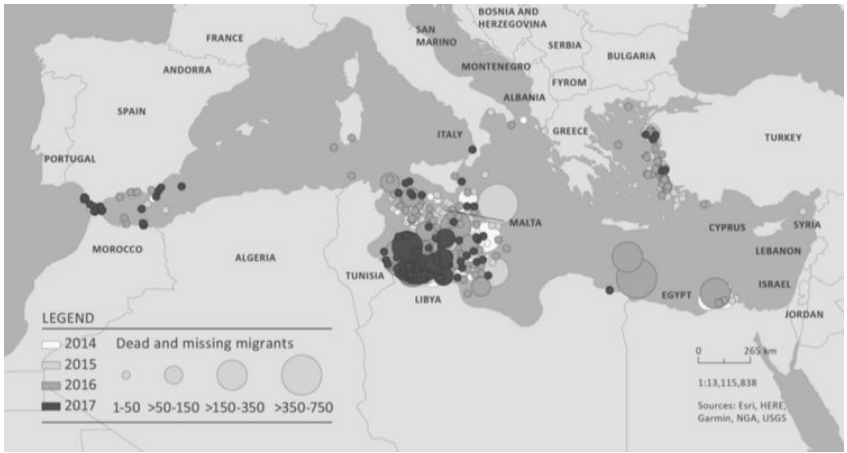 BOSNIA AND
HERZEGOVINA
SAN
MARINO
FRANCE
SERBIA
BULGARIA
ANDORRA
MONTENEGRO
FYROM
ALBANIA
SPAIN
ITALY
GREECE
TURKEY
PORTUGAL
MALTA
CYPRUS
SYRIA
MOROCCO
ALGERIA
LEBANON
TUNISIA
ISRAEL
EGYPT
LIBYA
JORDAN
LEGEND
2014
Dead and missing migrants
2015
2016
2017
1-50 >50-150 >150-350 >350-750
0 265 km
1:13,115,838
Sources: Esri, HERE,
Garmin, NGA, USGS